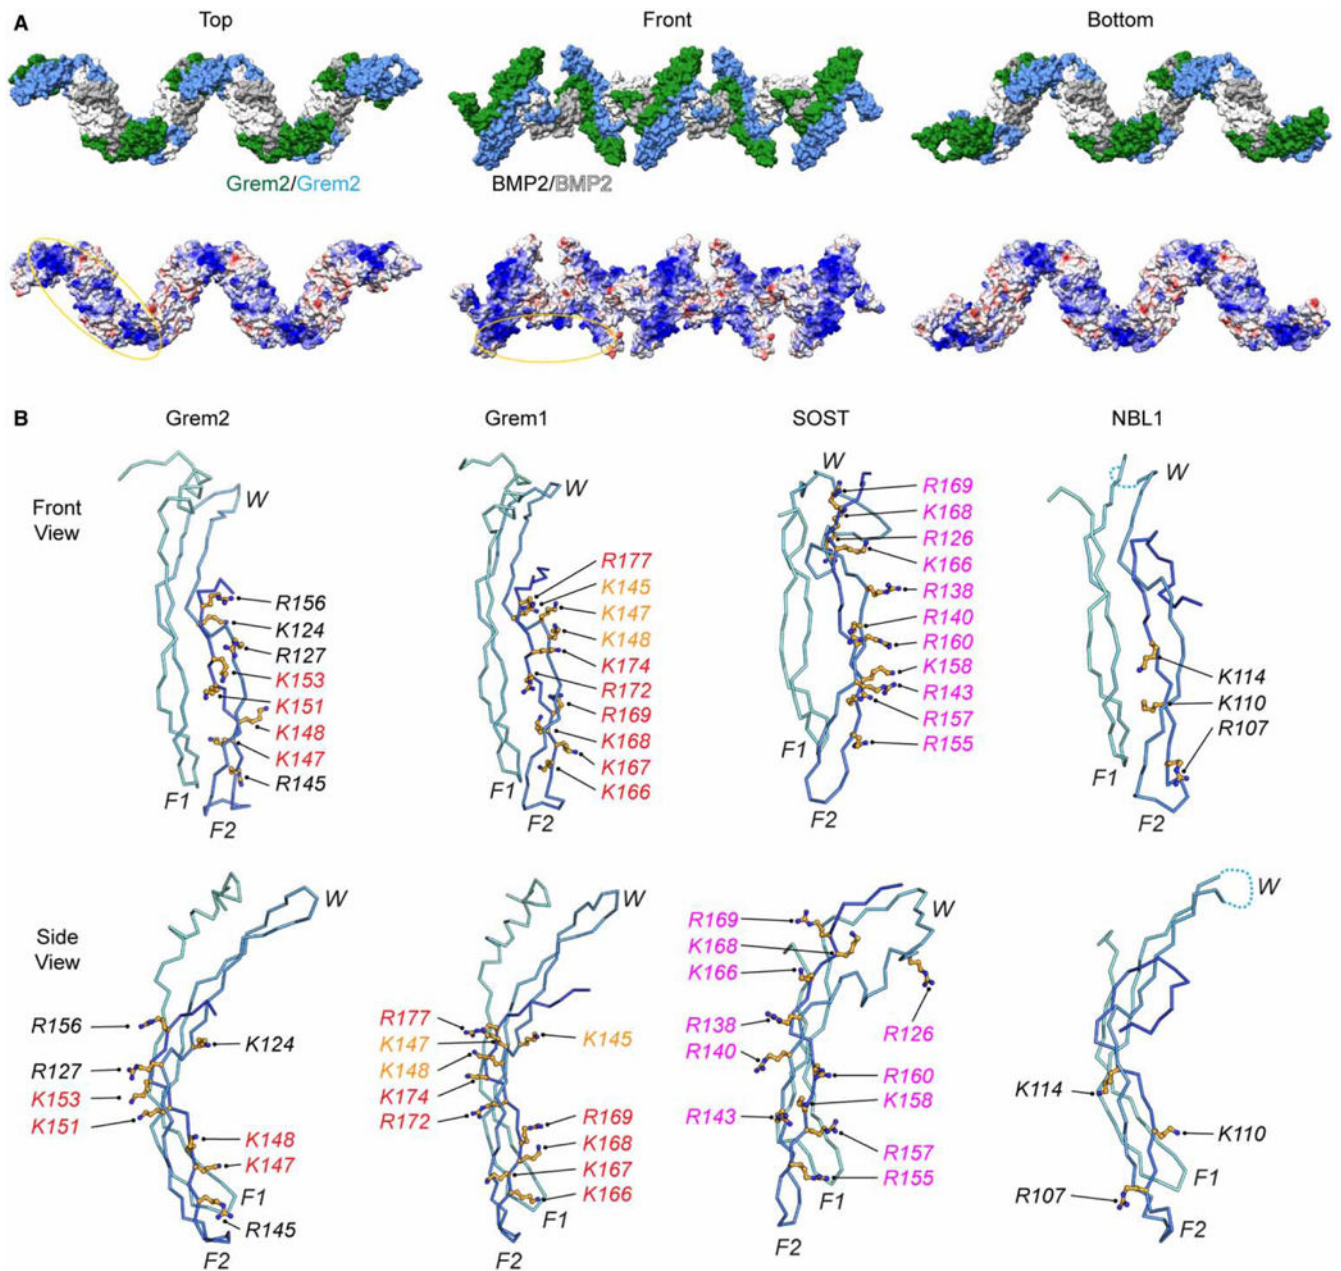 A
Top
Front
Bottom
Grem2/Grem2
BMP2/BMP2
B
Grem2
Grem1
SOST
NBL1
Front
View
W
R156
K124
R127
K153
K151
K148
K147
R145
F1
F2
W
R177
K145
K147
K148
K174
R172
R169
K168
K167
K166
F1
F2
W
R169
K168
R126
K166
R138
R140
R160
K158
R143
R157
R155
F1
F2
W
K114
K110
R107
F1
F2
Side
View
W
R156
K124
R127
K153
K151
K148
K147
F1
R145
F2
W
R177
K147
K145
K148
K174
R172
R169
K168
K167
K166
F1
F2
R169
W
K168
K166
R138
R126
R140
R160
K158
R143
R157
R155
F1
F2
W
K114
K110
R107
F1
F2